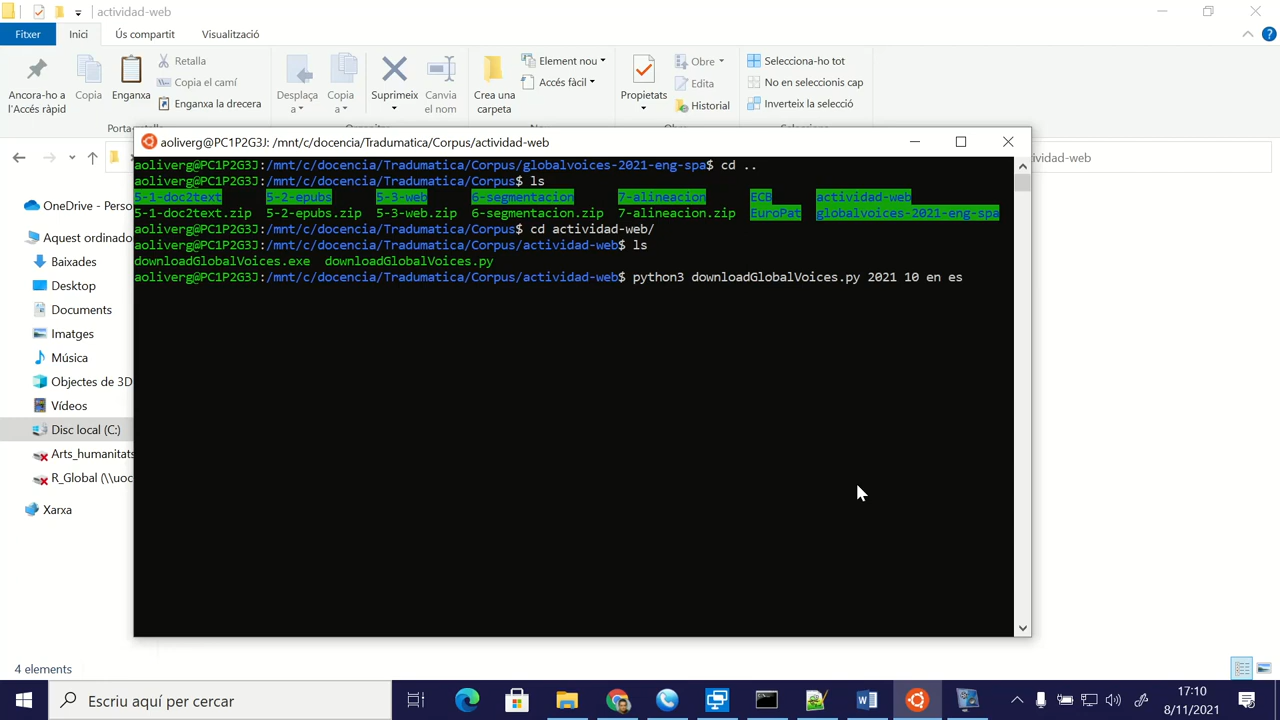 actividad-web
Fitxer
Inici
Ús compartit
Visualització
Ancora-ho a
l'Accés ràpid
Copia
Enganxa
Retalla
Copia el camí
Enganxa la drecera
Desplaça
a
Copia
a
Suprimeix
Canvia
el nom
Crea una
carpeta
Element nou
Accés fàcil
Propietats
Obre
Edita
Historial
Selecciona-ho tot
No en seleccionis cap
Inverteix la selecció
aoliverg@PC1P2G3J: /mnt/c/docencia/Tradumatica/Corpus/actividad-web
aoliverg@PC1P2G3J:/mnt/c/docencia/Tradumatica/Corpus/globalvoices-2021-eng-spa$ cd ..
aoliverg@PC1P2G3J:/mnt/c/docencia/Tradumatica/Corpus$ ls
5-1-doc2text 5-2-epubs 5-3-web 6-segmentacion 7-alineacion ECB actividad-web
5-1-doc2text.zip 5-2-epubs.zip 5-3-web.zip 6-segmentacion.zip 7-alineacion.zip EuroPat globalvoices-2021-eng-spa
aoliverg@PC1P2G3J:/mnt/c/docencia/Tradumatica/Corpus$ cd actividad-web/
aoliverg@PC1P2G3J:/mnt/c/docencia/Tradumatica/Corpus/actividad-web$ ls
downloadGlobalVoices.exe downloadGlobalVoices.py
aoliverg@PC1P2G3J:/mnt/c/docencia/Tradumatica/Corpus/actividad-web$ python3 downloadGlobalVoices.py 2021 10 en es
OneDrive - Perso
Aquest ordinado
Baixades
Desktop
Documents
Imatges
Música
Objectes de 3D
Vídeos
Disc local (C:)
Arts_humanitats
R_Global (\\uoc
Xarxa
4 elements
Escriu aquí per cercar
17:10
8/11/2021